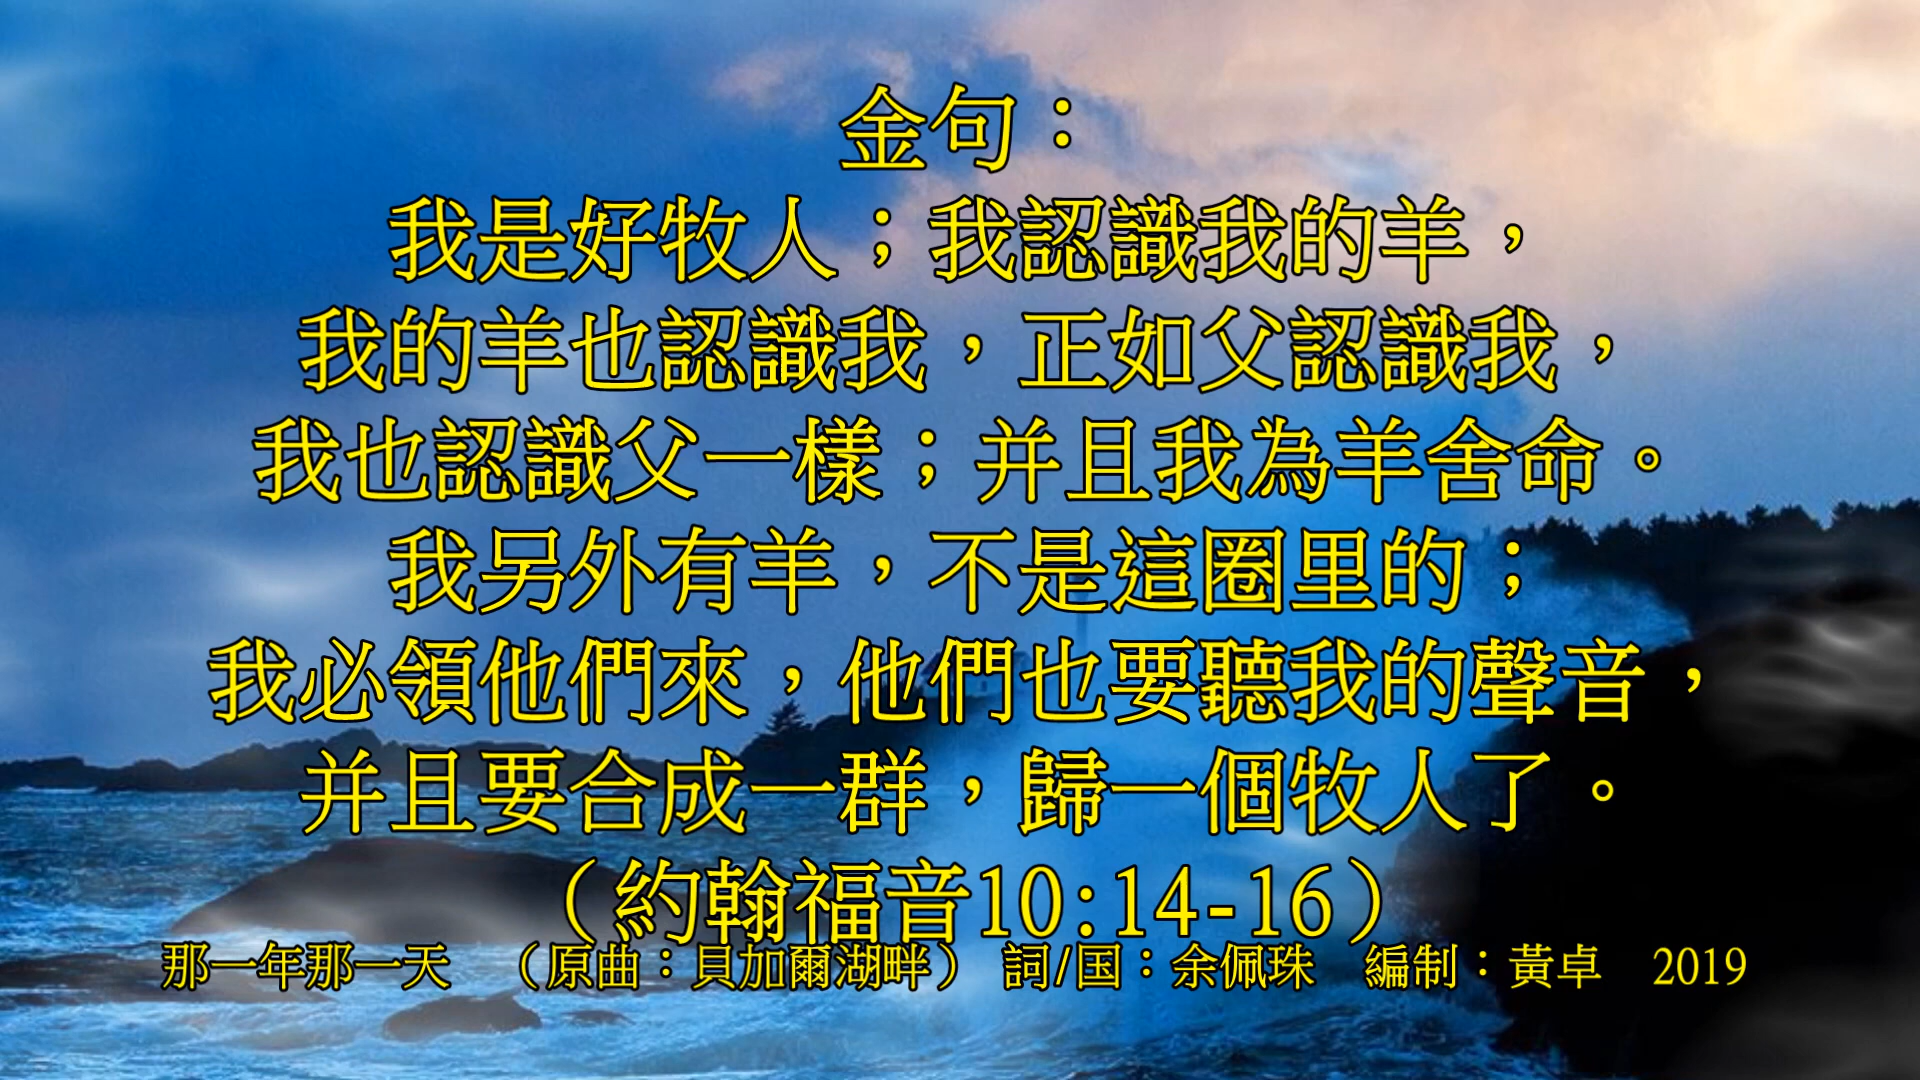 金句：
我是好牧人；我認識我的羊，
我的羊也認識我，正如父認識我，
我也認識父一樣；并且我為羊舍命。
我另外有羊，不是這圈里的；
我必領他們來，他們也要聽我的聲音，
并且要合成一群，歸一個牧人了。
（約翰福音10:14-16）
那一年那一天　（原曲：貝加爾湖畔）　詞/国：余佩珠　編制：黃卓　2019